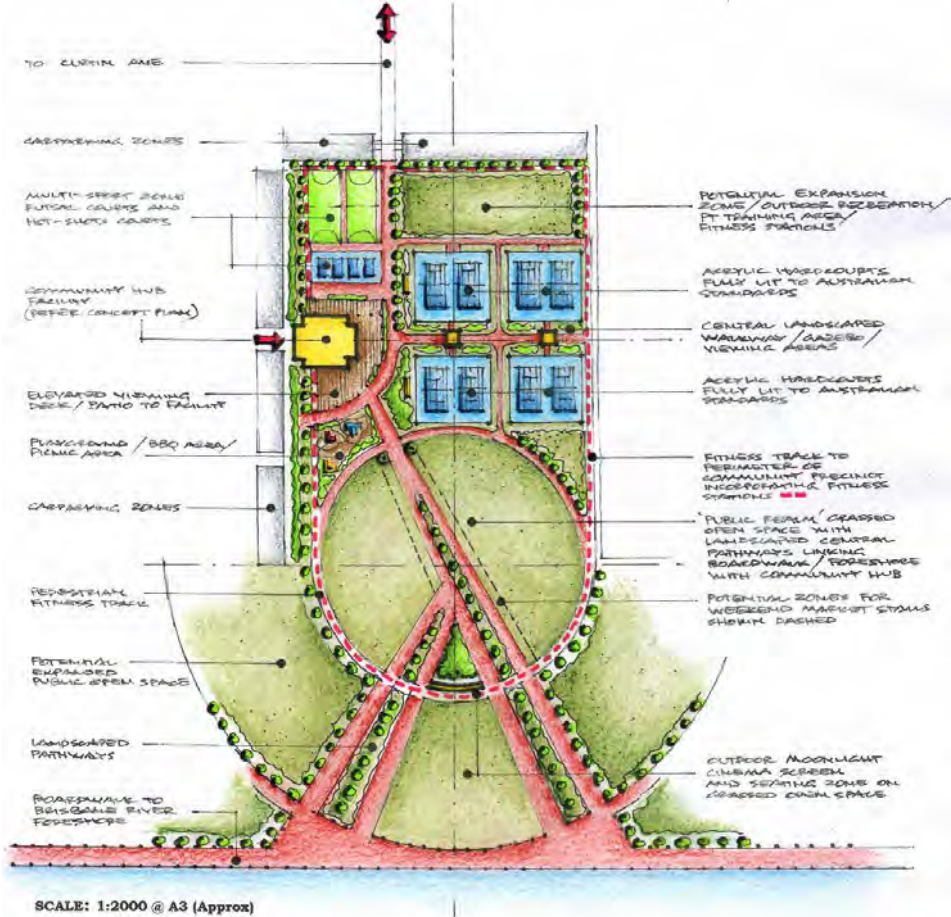 TO CURTIN AVE
CARPARKING ZONES
MULTI-SPORT ZONE
FUTSAL COURTS AND
HOT-SHOTS COURTS
COMMUNITY HUB
FACILITY
(REFER CONCEPT PLAN)
ELEVATED VIEWING
DECK/PATIO TO FACILITY
PLAYGROUND/BBQ AREA/
PICNIC AREA
CARPARKING ZONES
PEDESTRIAN
FITNESS TRACK
POTENTIAL
EXPANDED
PUBLIC OPEN SPACE
LANDSCAPED
PATHWAYS
BOARDWALK TO
BRISBANE RIVER
FORESHORE
POTENTIAL EXPANSION
ZONE/OUTDOOR RECREATION/
PT TRAINING AREA/
FITNESS STATIONS
ACRYLIC HARDCOURTS
FULLY LIT TO AUSTRALIAN
STANDARDS
CENTRAL LANDSCAPED
WALKWAY/GAZEBO/
VIEWING AREAS
ACRYLIC HARDCOURTS
FULLY LIT TO AUSTRALIAN
STANDARDS
FITNESS TRACK TO
PERIMETER OF
COMMUNITY PRECINCT
INCORPORATING FITNESS
STATIONS
'PUBLIC REALM' GRASSED
OPEN SPACE WITH
LANDSCAPED CENTRAL
PATHWAYS LINKING
BOARDWALK/FORESHORE
WITH COMMUNITY HUB
POTENTIAL ZONES FOR
WEEKEND MARKET STALLS
SHOWN DASHED
OUTDOOR MOONLIGHT
CINEMA SCREEN
AND SEATING ZONE ON
GRASSED OPEN SPACE
SCALE: 1:2000 @ A3 (Approx)